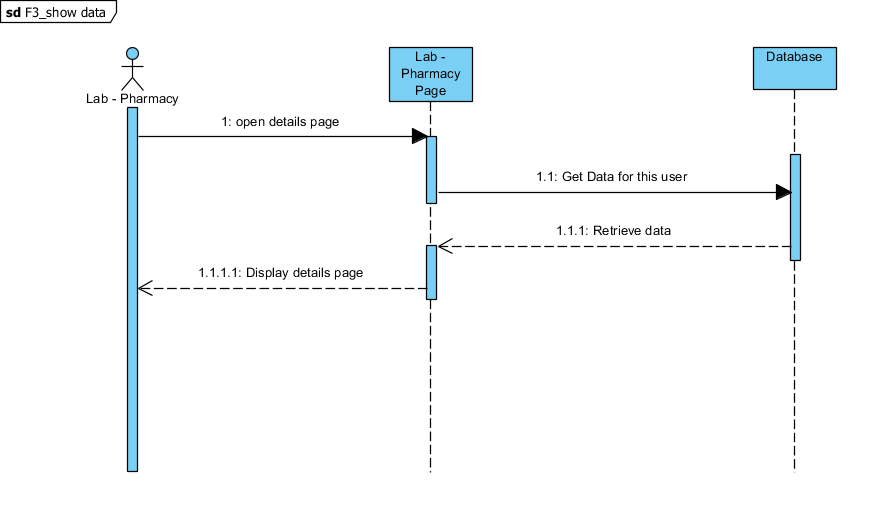 sd F3_show data
Lab -
Pharmacy
Page
Database
Lab - Pharmacy
1: open details page
1.1: Get Data for this user
1.1.1: Retrieve data
1.1.1.1: Display details page